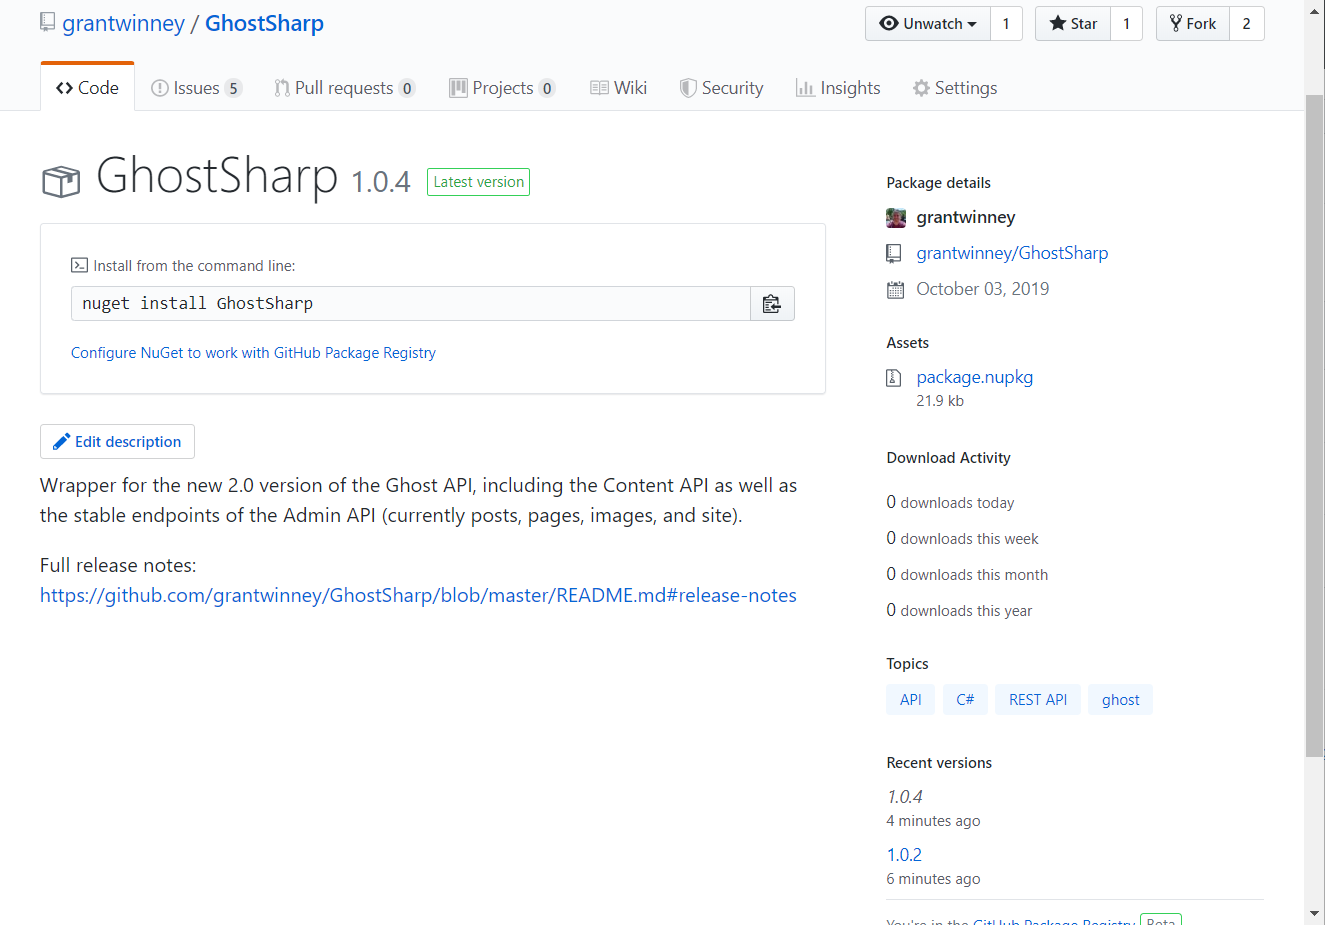 grantwinney / GhostSharp
Unwatch 1 Star 1 Fork 2
Code Issues 5 Pull requests 0 Projects 0 Wiki Security Insights Settings
GhostSharp 1.0.4 Latest version
Install from the command line:
nuget install GhostSharp
Configure NuGet to work with GitHub Package Registry
Edit description
Wrapper for the new 2.0 version of the Ghost API, including the Content API as well as
the stable endpoints of the Admin API (currently posts, pages, images, and site).
Full release notes:
https://github.com/grantwinney/GhostSharp/blob/master/README.md#release-notes
Package details
grantwinney
grantwinney/GhostSharp
October 03, 2019
Assets
package.nupkg
21.9 kb
Download Activity
0 downloads today
0 downloads this week
0 downloads this month
0 downloads this year
Topics
API C# REST API ghost
Recent versions
1.0.4
4 minutes ago
1.0.2
6 minutes ago
You're in the GitHub Package Registry Beta